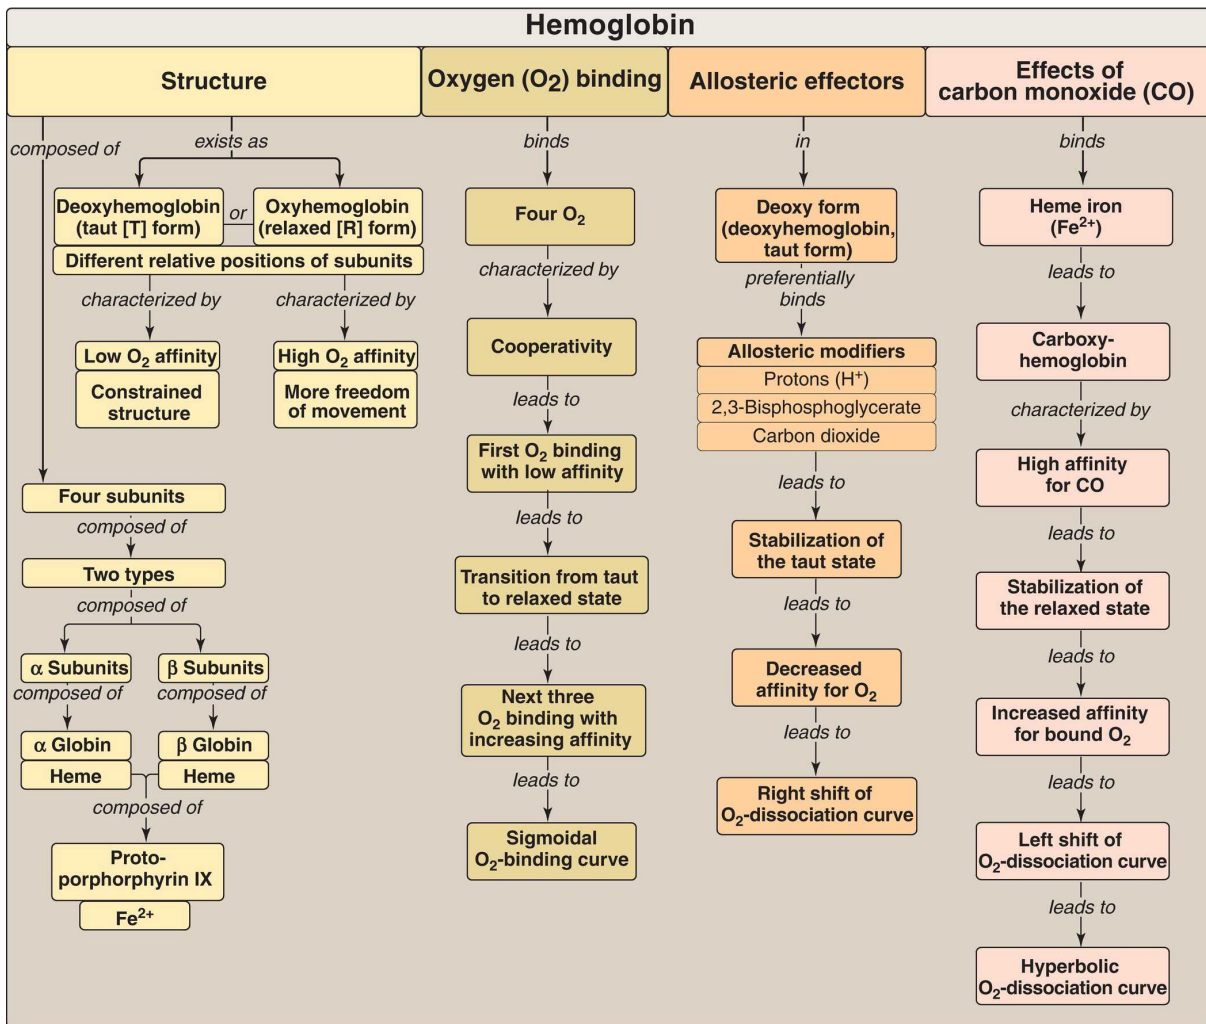 Hemoglobin
Structure
composed of
exists as
Deoxyhemoglobin
(taut [T] form)
or
Oxyhemoglobin
(relaxed [R] form)
Different relative positions of subunits
characterized by
characterized by
Low O₂ affinity
Constrained
structure
High O₂ affinity
More freedom
of movement
Four subunits
composed of
Two types
composed of
α Subunits
β Subunits
composed of
composed of
α Globin
β Globin
Heme
Heme
composed of
Proto-
porphorphyrin IX
Fe²⁺
Oxygen (O₂) binding
binds
Four O₂
characterized by
Cooperativity
leads to
First O₂ binding
with low affinity
leads to
Transition from taut
to relaxed state
leads to
Next three
O₂ binding with
increasing affinity
leads to
Sigmoidal
O₂-binding curve
Allosteric effectors
in
Deoxy form
(deoxyhemoglobin,
taut form)
preferentially
binds
Allosteric modifiers
Protons (H⁺)
2,3-Bisphosphoglycerate
Carbon dioxide
leads to
Stabilization of
the taut state
leads to
Decreased
affinity for O₂
leads to
Right shift of
O₂-dissociation curve
Effects of
carbon monoxide (CO)
binds
Heme iron
(Fe²⁺)
leads to
Carboxy-
hemoglobin
characterized by
High affinity
for CO
leads to
Stabilization of
the relaxed state
leads to
Increased affinity
for bound O₂
leads to
Left shift of
O₂-dissociation curve
leads to
Hyperbolic
O₂-dissociation curve